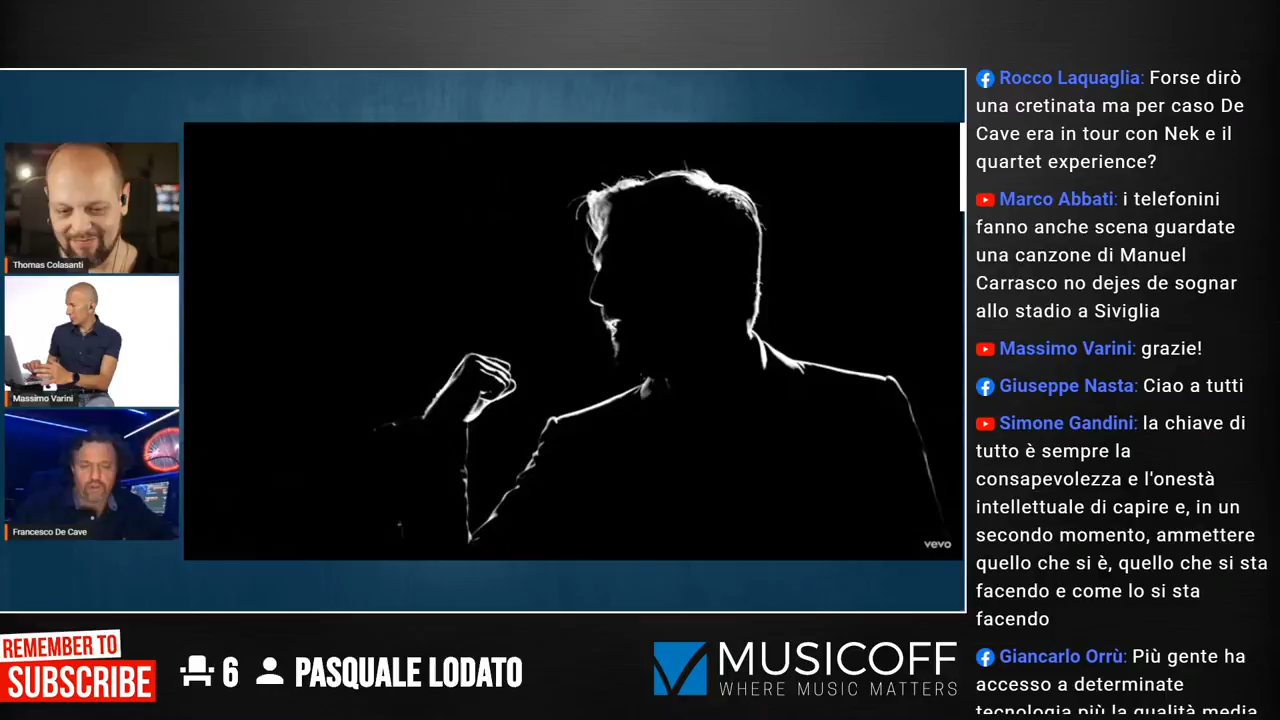 Thomas Colasanti
Massimo Varini
Francesco De Cave
vevo
Rocco Laquaglia: Forse dirò
una cretinata ma per caso De
Cave era in tour con Nek e il
quartet experience?
Marco Abbati: i telefonini
fanno anche scena guardate
una canzone di Manuel
Carrasco no dejes de sognar
allo stadio a Siviglia
Massimo Varini: grazie!
Giuseppe Nasta: Ciao a tutti
Simone Gandini: la chiave di
tutto è sempre la
consapevolezza e l'onestà
intellettuale di capire e, in un
secondo momento, ammettere
quello che si è, quello che si sta
facendo e come lo si sta
facendo
Giancarlo Orrù: Più gente ha
accesso a determinate
tecnologia più la qualità media
REMEMBER TO
SUBSCRIBE
6 PASQUALE LODATO
MUSICOFF
WHERE MUSIC MATTERS